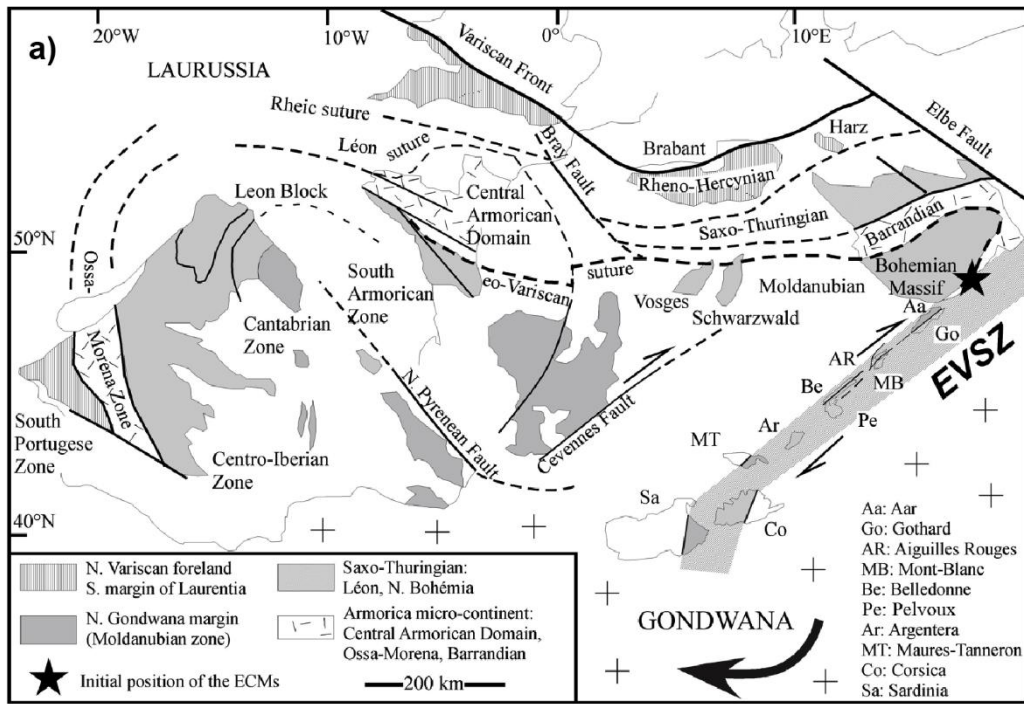 a)
20°W
10°W
0°
10°E
LAURUSSIA
Variscan Front
Rheic suture
Léon
suture
Bray Fault
Brabant
Harz
Elbe Fault
Rheno-Hercynian
Leon Block
Central
Armorican
Domain
Saxo-Thuringian
Barrandian
50°N
Ossa-
Morena Zone
South
Armorican
Zone
eo-Variscan
suture
Vosges
Schwarzwald
Moldanubian
Bohemian
Massif
Cantabrian
Zone
Aa
Go
AR
MB
Be
Pe
EVSZ
South
Portugese
Zone
Centro-Iberian
Zone
N. Pyrenean Fault
Cevennes Fault
Ar
MT
Sa
Co
40°N
GONDWANA
Aa: Aar
Go: Gothard
AR: Aiguilles Rouges
MB: Mont-Blanc
Be: Belledonne
Pe: Pelvoux
Ar: Argentera
MT: Maures-Tanneron
Co: Corsica
Sa: Sardinia
N. Variscan foreland
S. margin of Laurentia
Saxo-Thuringian:
Léon, N. Bohémia
N. Gondwana margin
(Moldanubian zone)
Armorica micro-continent:
Central Armorican Domain,
Ossa-Morena, Barrandian
Initial position of the ECMs
200 km